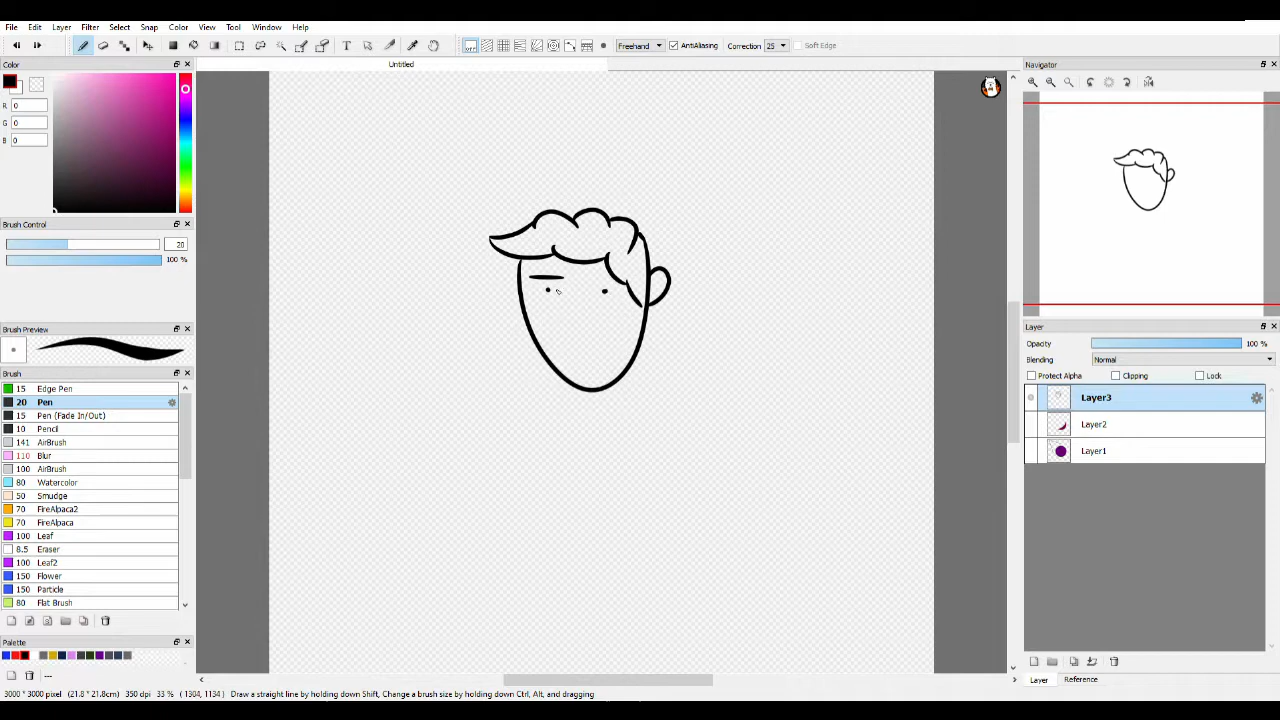 File Edit Layer Filter Select Snap Color View Tool Window Help
Freehand AntiAliasing Correction 25 Soft Edge
Color
Untitled
Navigator
R 0
G 0
B 0
Brush Control
20
100 %
Brush Preview
Brush
15 Edge Pen
20 Pen
15 Pen (Fade In/Out)
10 Pencil
141 AirBrush
110 Blur
100 AirBrush
80 Watercolor
50 Smudge
70 FireAlpaca2
70 FireAlpaca
100 Leaf
8.5 Eraser
100 Leaf2
150 Flower
150 Particle
80 Flat Brush
Palette
Layer
Opacity 100 %
Blending Normal
Protect Alpha Clipping Lock
Layer3
Layer2
Layer1
Layer Reference
3000 * 3000 pixel (21.8 * 21.8cm) 350 dpi 33 % ( 1304, 1134 ) Draw a straight line by holding down Shift, Change a brush size by holding down Ctrl, Alt, and dragging